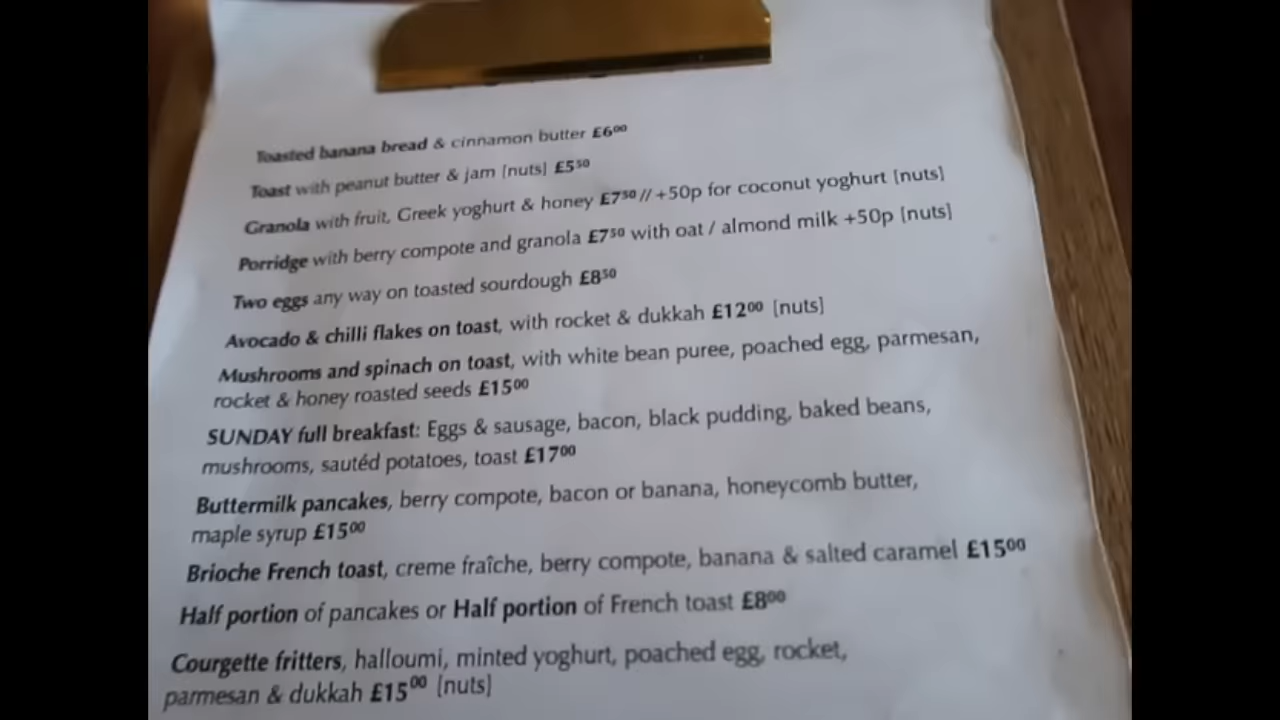 Toasted banana bread & cinnamon butter £6⁰⁰
Toast with peanut butter & jam [nuts] £5⁵⁰
Granola with fruit, Greek yoghurt & honey £7⁵⁰ // +50p for coconut yoghurt [nuts]
Porridge with berry compote and granola £7⁵⁰ with oat / almond milk +50p [nuts]
Two eggs any way on toasted sourdough £8⁵⁰
Avocado & chilli flakes on toast, with rocket & dukkah £12⁰⁰ [nuts]
Mushrooms and spinach on toast, with white bean puree, poached egg, parmesan,
rocket & honey roasted seeds £15⁰⁰
SUNDAY full breakfast: Eggs & sausage, bacon, black pudding, baked beans,
mushrooms, sautéd potatoes, toast £17⁰⁰
Buttermilk pancakes, berry compote, bacon or banana, honeycomb butter,
maple syrup £15⁰⁰
Brioche French toast, creme fraîche, berry compote, banana & salted caramel £15⁰⁰
Half portion of pancakes or Half portion of French toast £8⁰⁰
Courgette fritters, halloumi, minted yoghurt, poached egg, rocket,
parmesan & dukkah £15⁰⁰ [nuts]